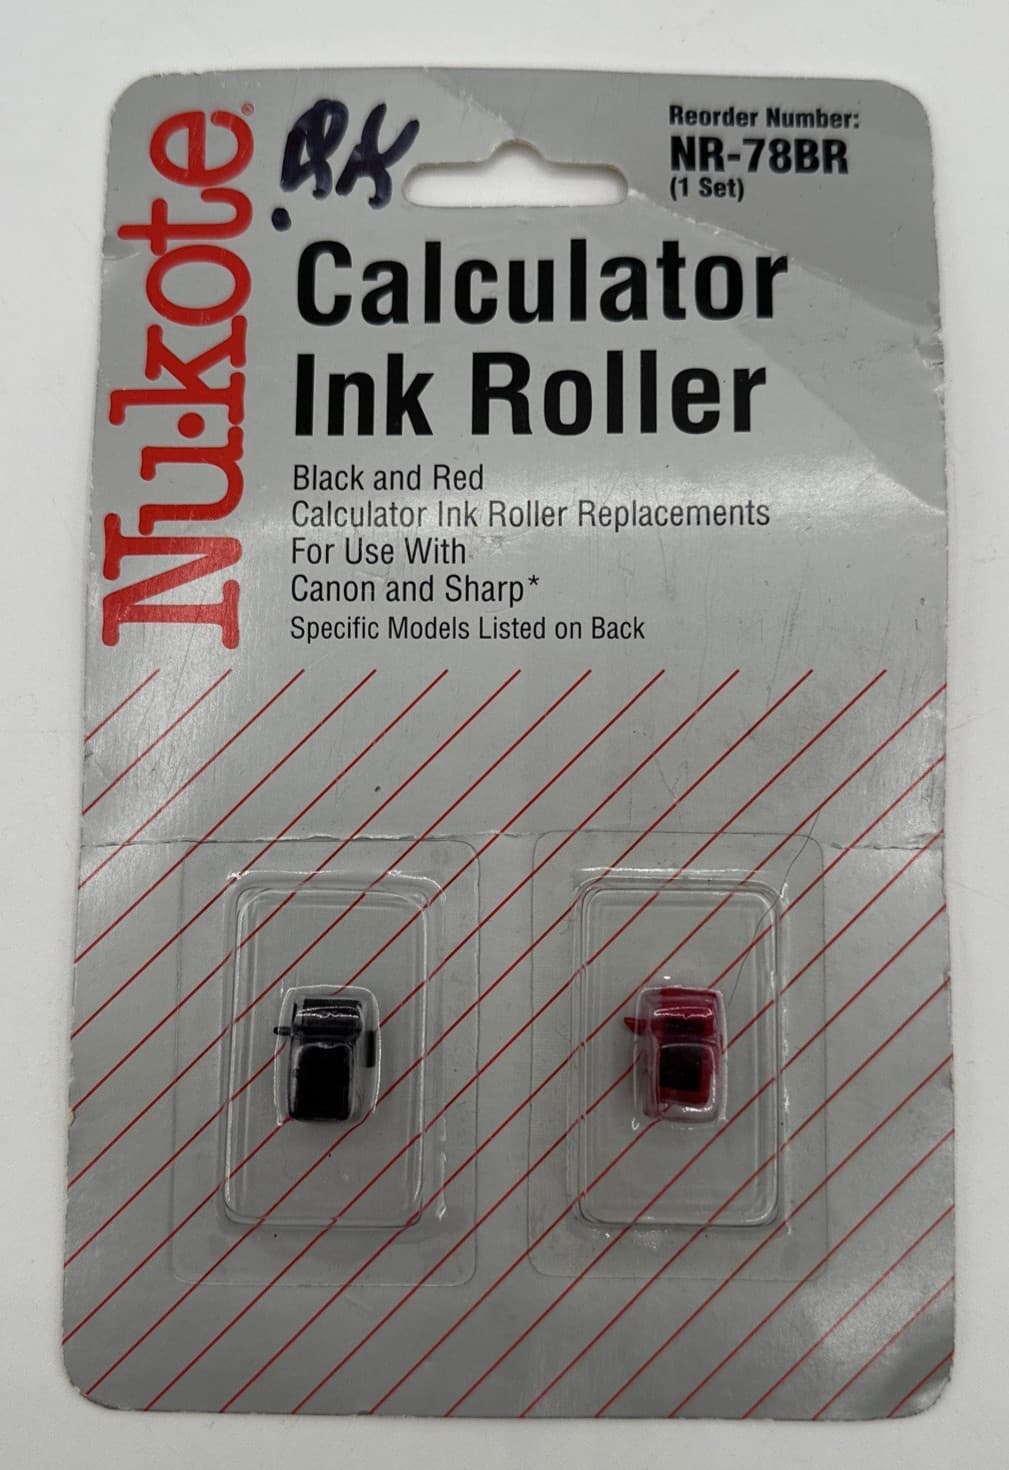 Nu·kote®
Reorder Number:
NR-78BR
(1 Set)
Calculator
Ink Roller
Black and Red
Calculator Ink Roller Replacements
For Use With
Canon and Sharp*
Specific Models Listed on Back